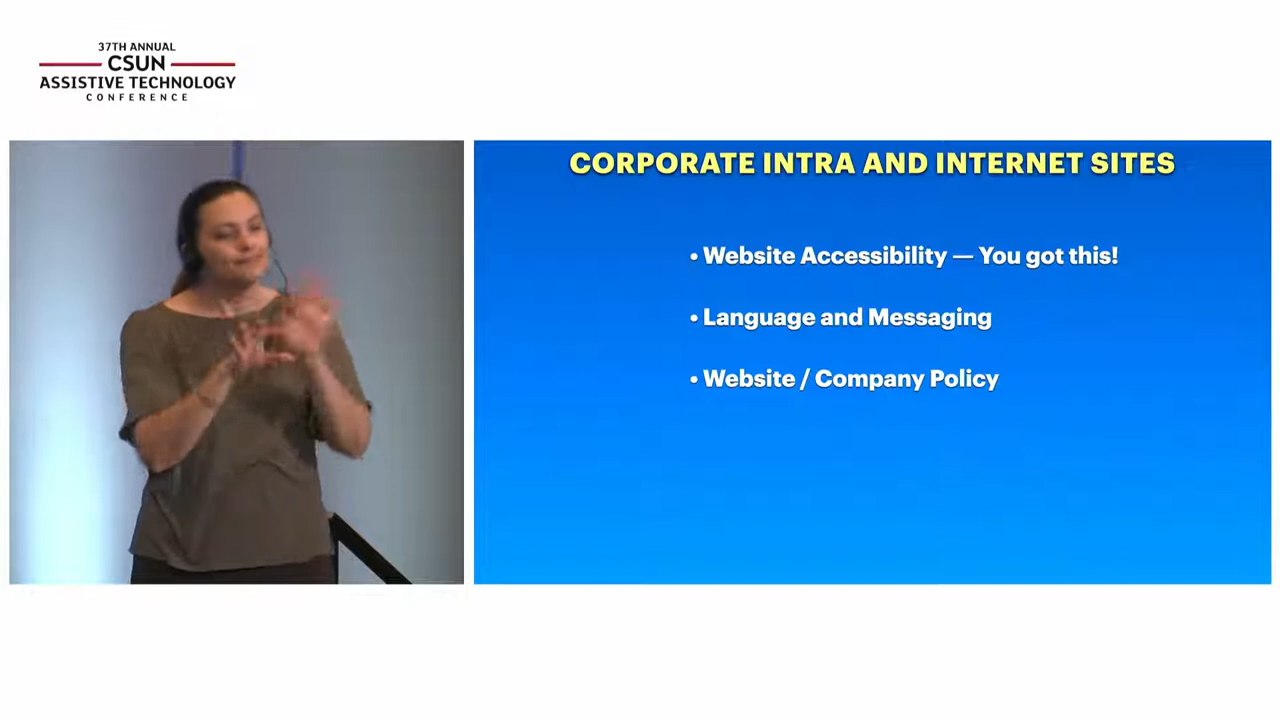 37TH ANNUAL
CSUN
ASSISTIVE TECHNOLOGY
CONFERENCE
CORPORATE INTRA AND INTERNET SITES
• Website Accessibility — You got this!
• Language and Messaging
• Website / Company Policy